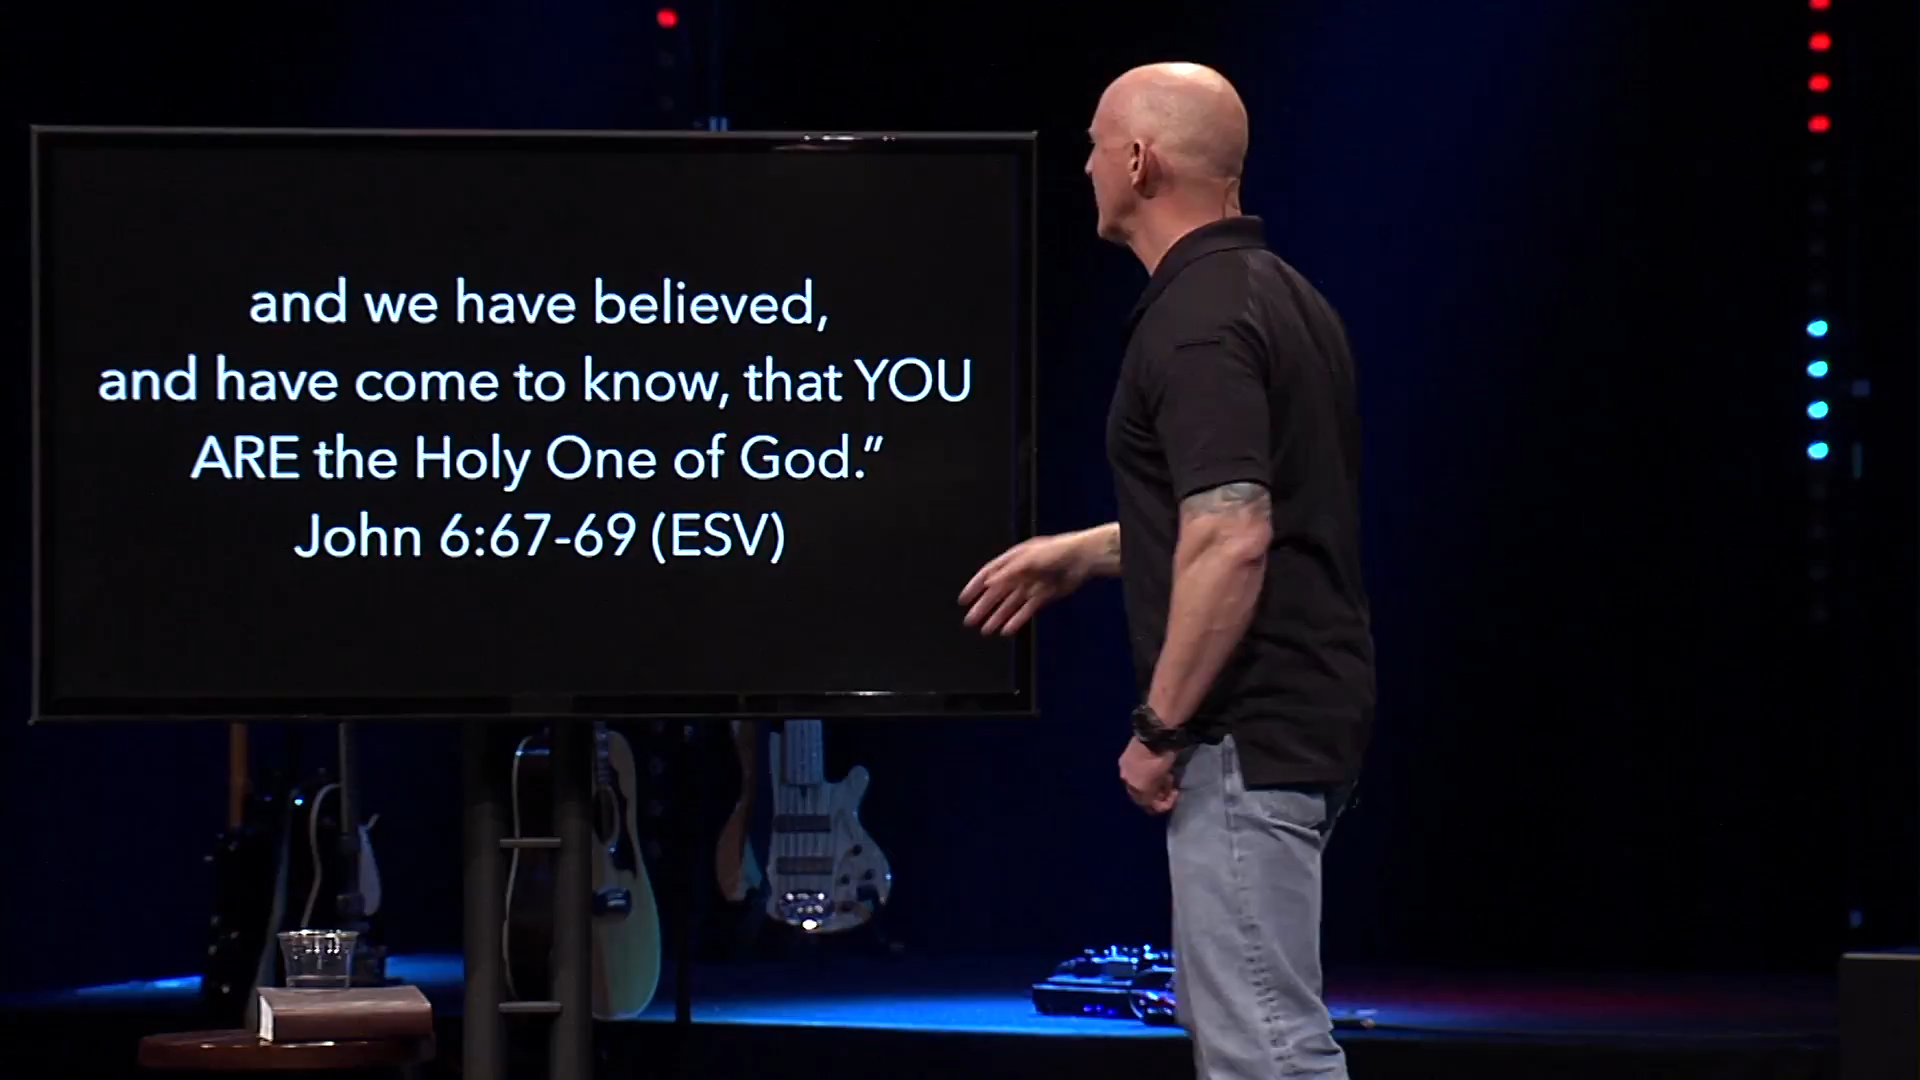 and we have believed,
and have come to know, that YOU
ARE the Holy One of God.”
John 6:67-69 (ESV)